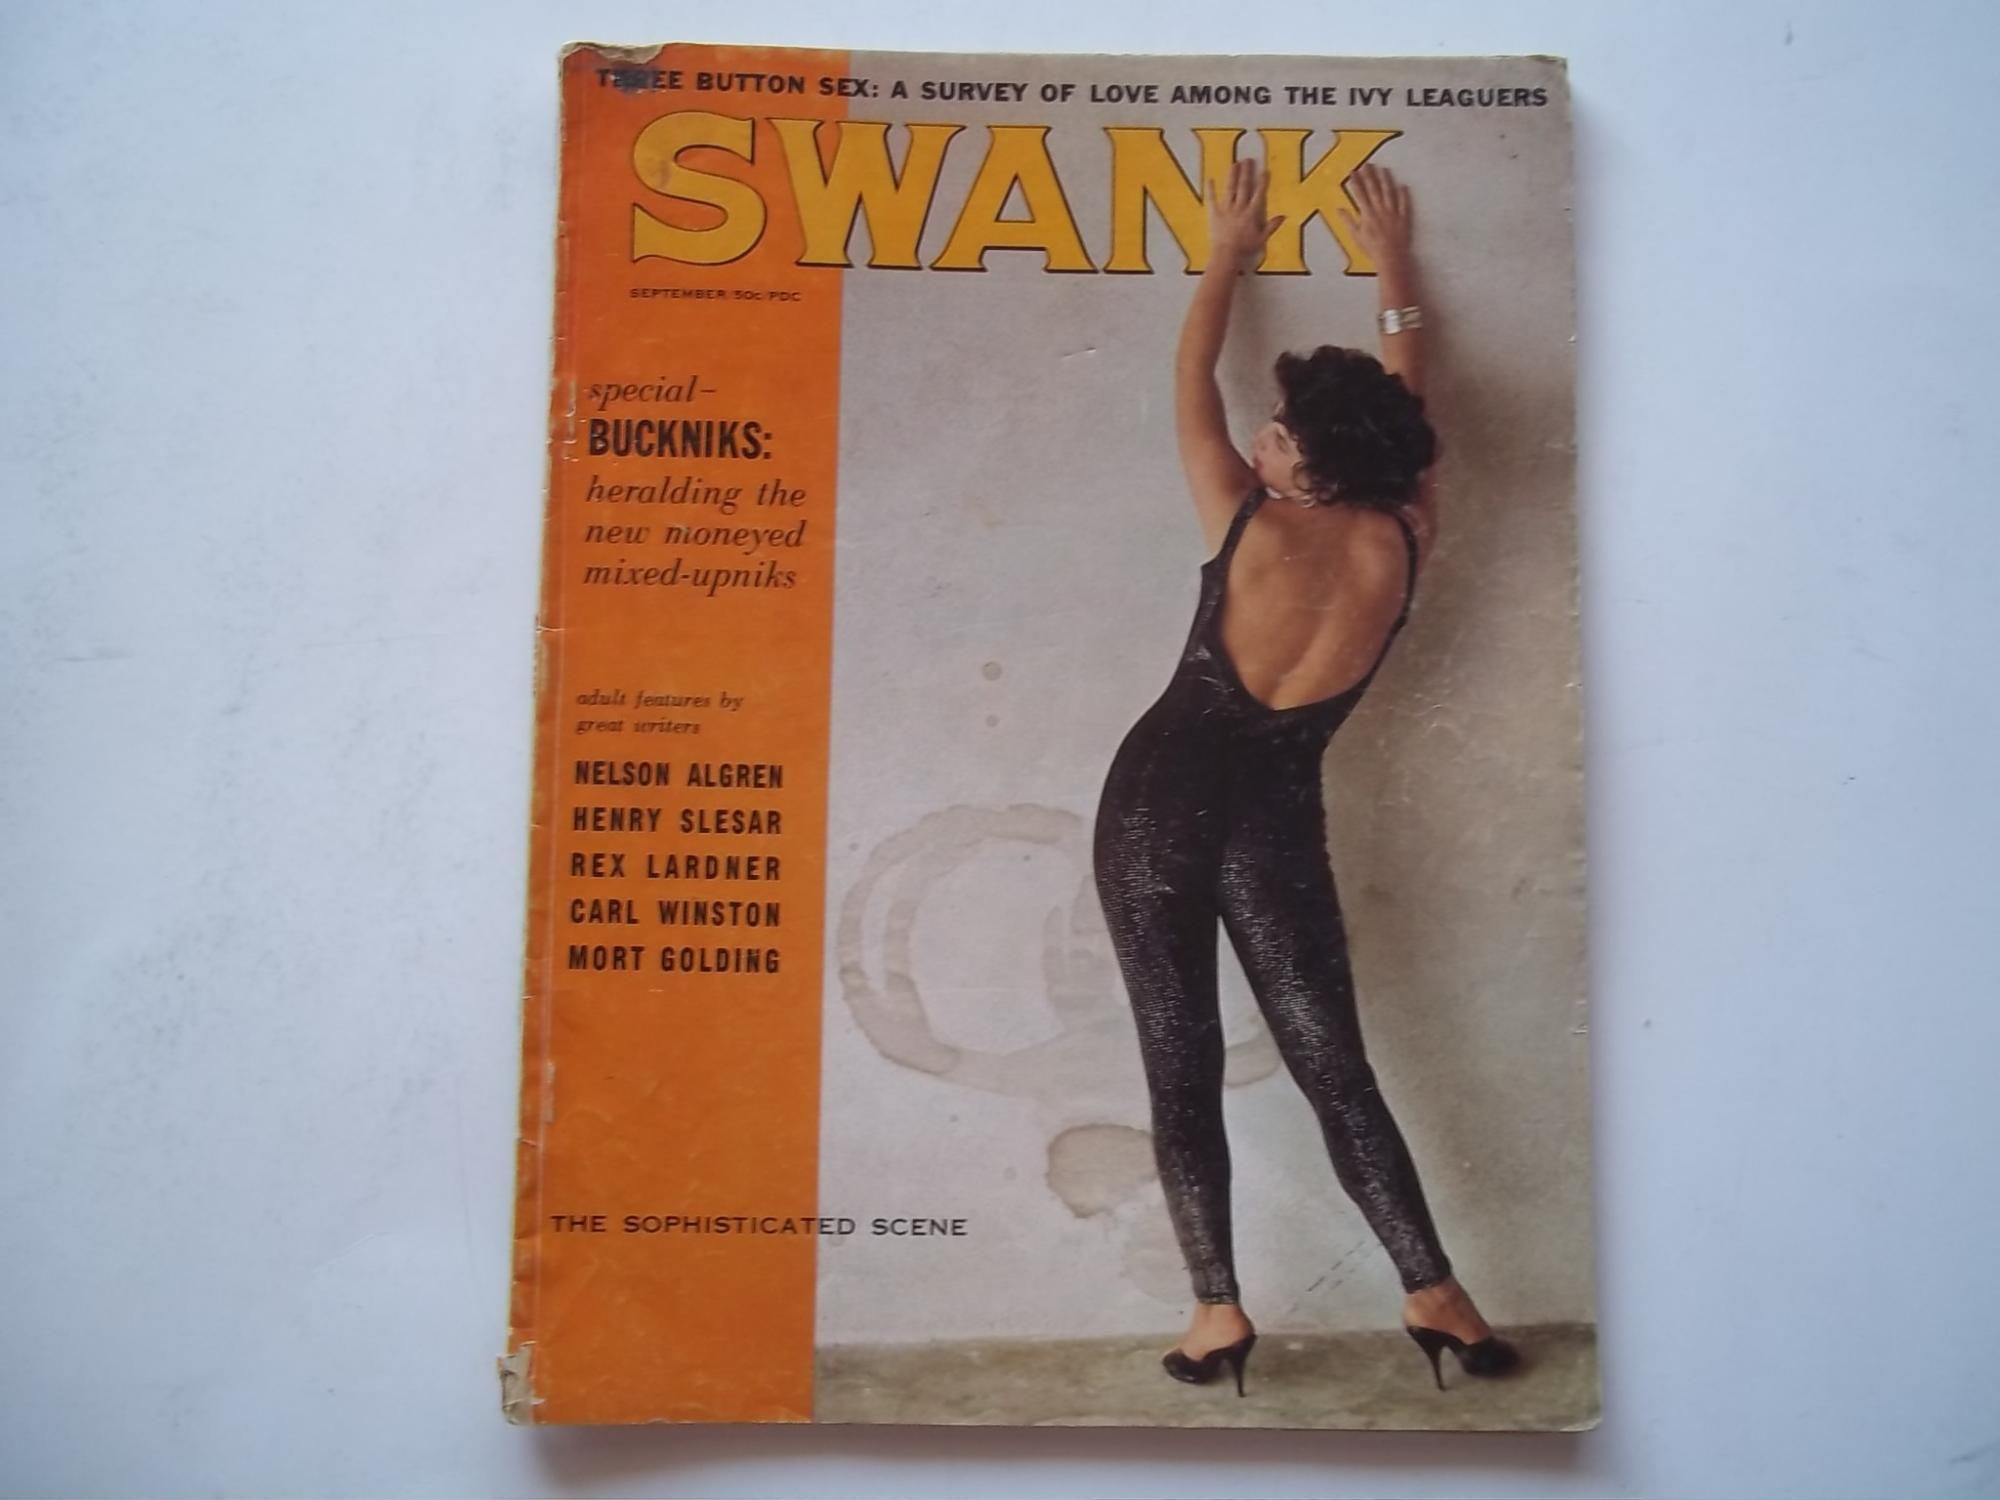 THREE BUTTON SEX: A SURVEY OF LOVE AMONG THE IVY LEAGUERS
SWANK
SEPTEMBER/50c/PDC
special–
BUCKNIKS:
heralding the
new moneyed
mixed-upniks
adult features by
great writers
NELSON ALGREN
HENRY SLESAR
REX LARDNER
CARL WINSTON
MORT GOLDING
THE SOPHISTICATED SCENE